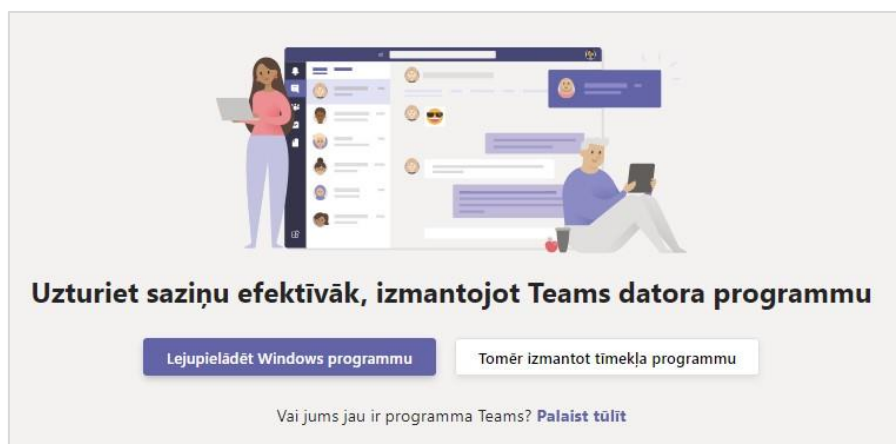 Uzturiet saziņu efektīvāk, izmantojot Teams datora programmu
Lejupielādēt Windows programmu
Tomēr izmantot tīmekļa programmu
Vai jums jau ir programma Teams? Palaist tūlīt